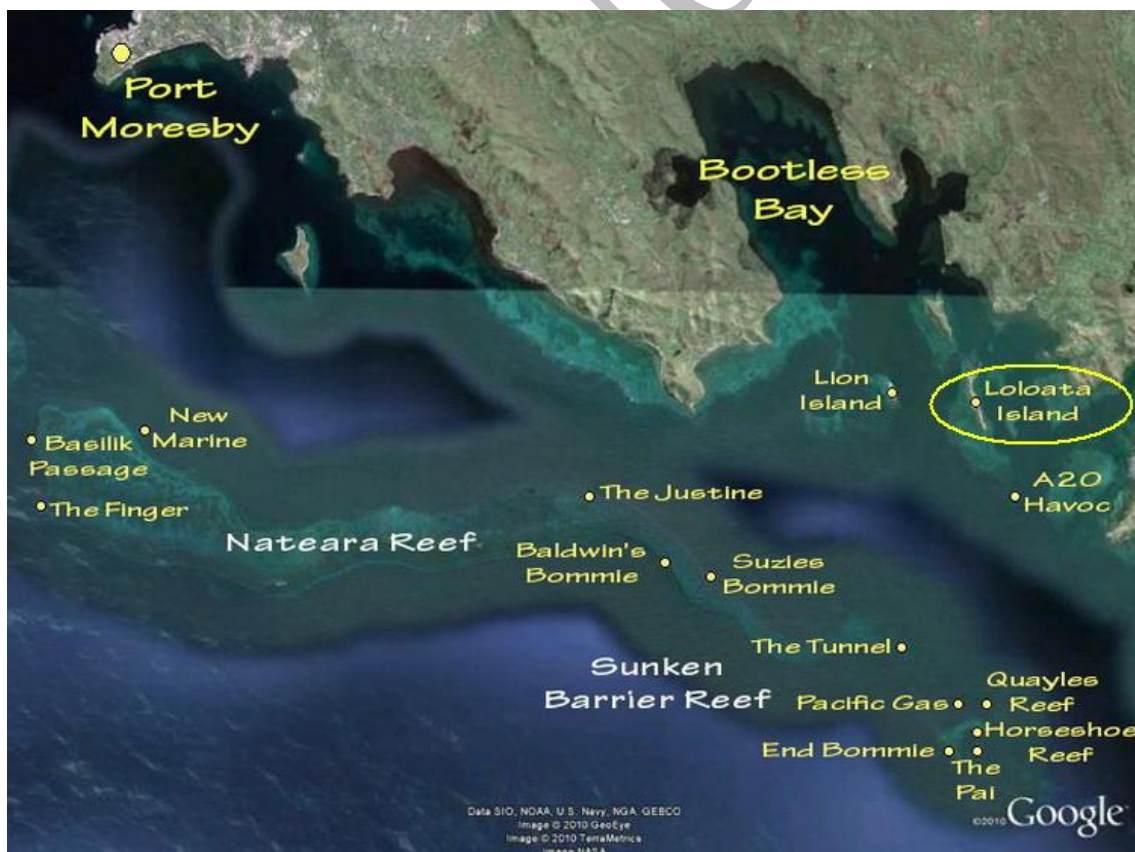 Port
Moresby
Bootless
Bay
Lion
Island
Loloata
Island
New
Marine
Basilik
Passage
The Finger
The Justine
A20
Havoc
Nateara Reef
Baldwin's
Bommie
Suzies
Bommie
The Tunnel
Sunken
Barrier Reef
Pacific Gas
Quayles
Reef
Horseshoe
Reef
End Bommie
The
Pai
Data SIO, NOAA, U.S. Navy, NGA, GEBCO
Image © 2010 GeoEye
Image © 2010 TerraMetrics
Image NASA
©2010 Google